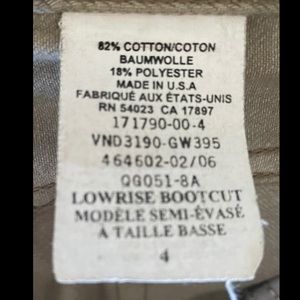 82% COTTON/COTON
BAUMWOLLE
18% POLYESTER
MADE IN U.S.A
FABRIQUÉ AUX ÉTATS-UNIS
RN 54023 CA 17897
171790-00-4
VND3190-GW395
464602-02/06
QG051-8A
LOWRISE BOOTCUT
MODÈLE SEMI-ÉVASÉ
À TAILLE BASSE
4